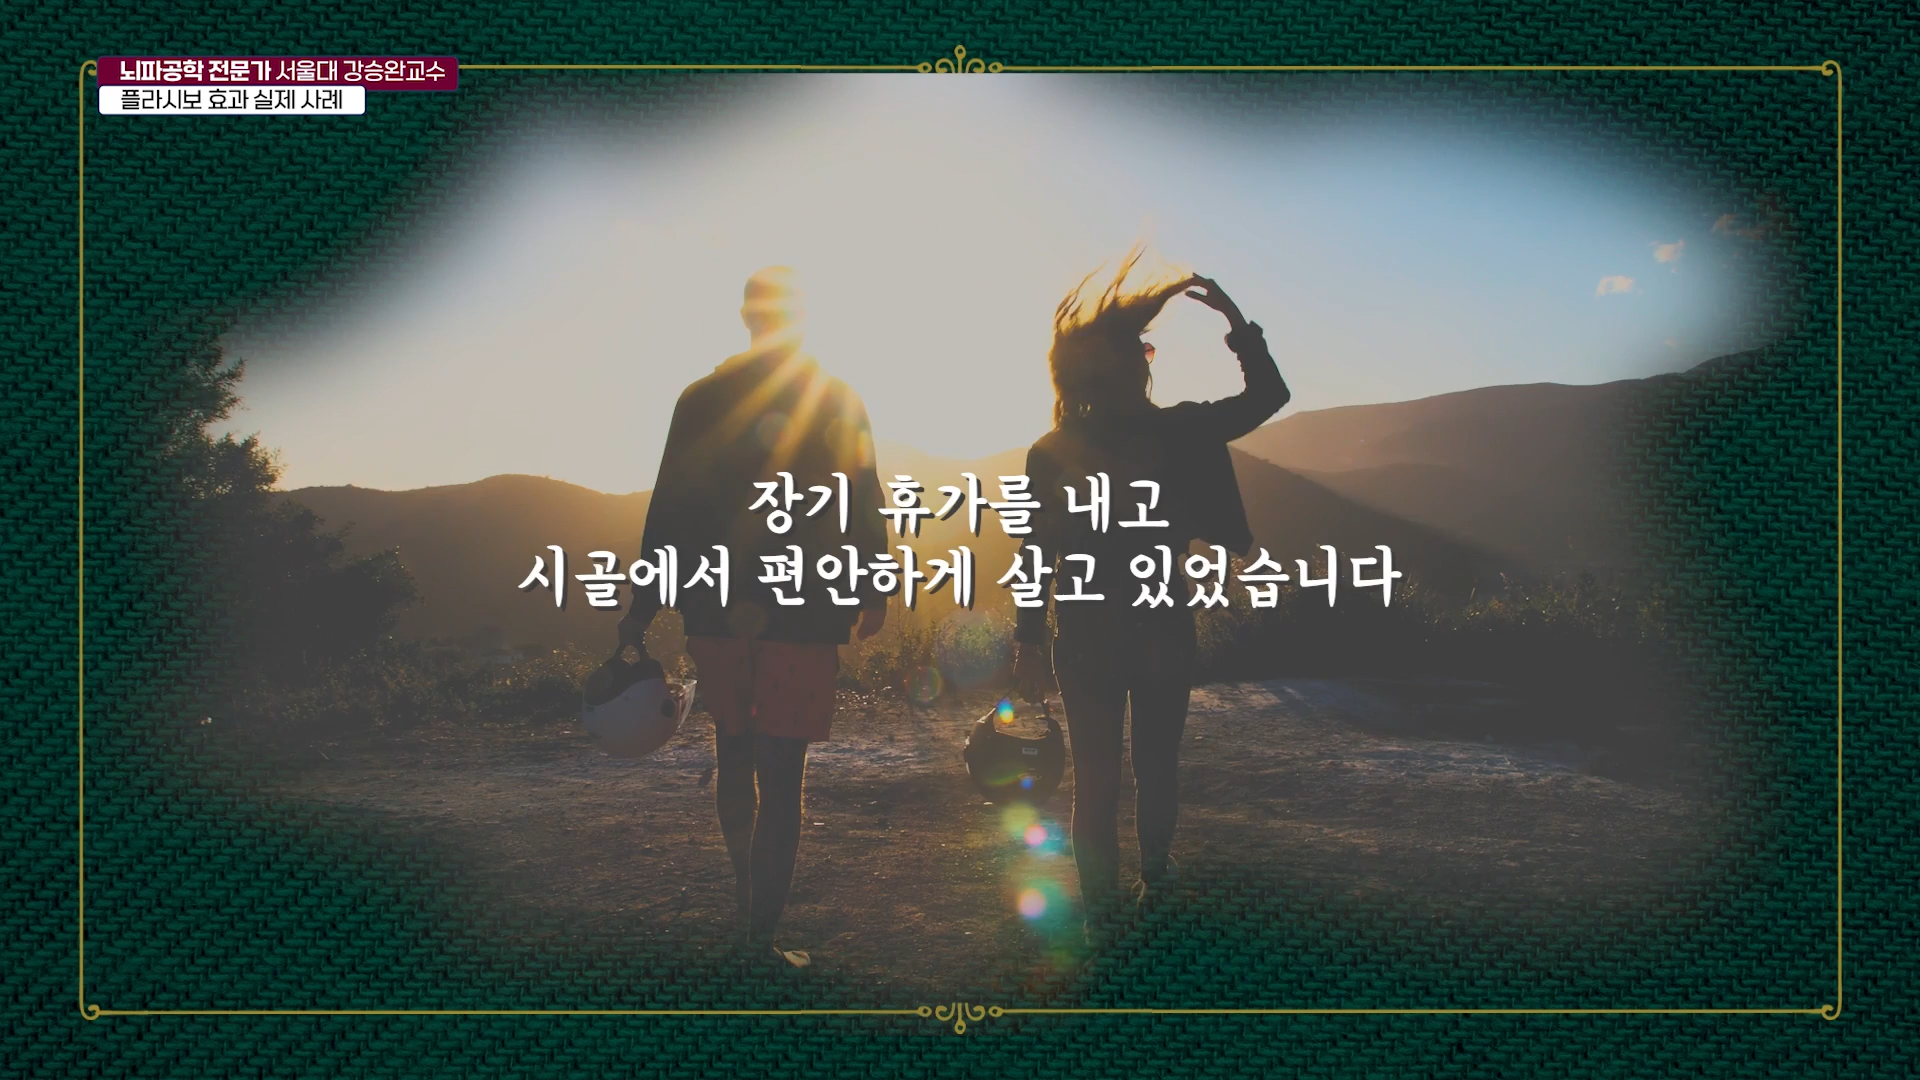 뇌파공학 전문가 서울대 강승완교수
플라시보 효과 실제 사례
장기 휴가를 내고
시골에서 편안하게 살고 있었습니다